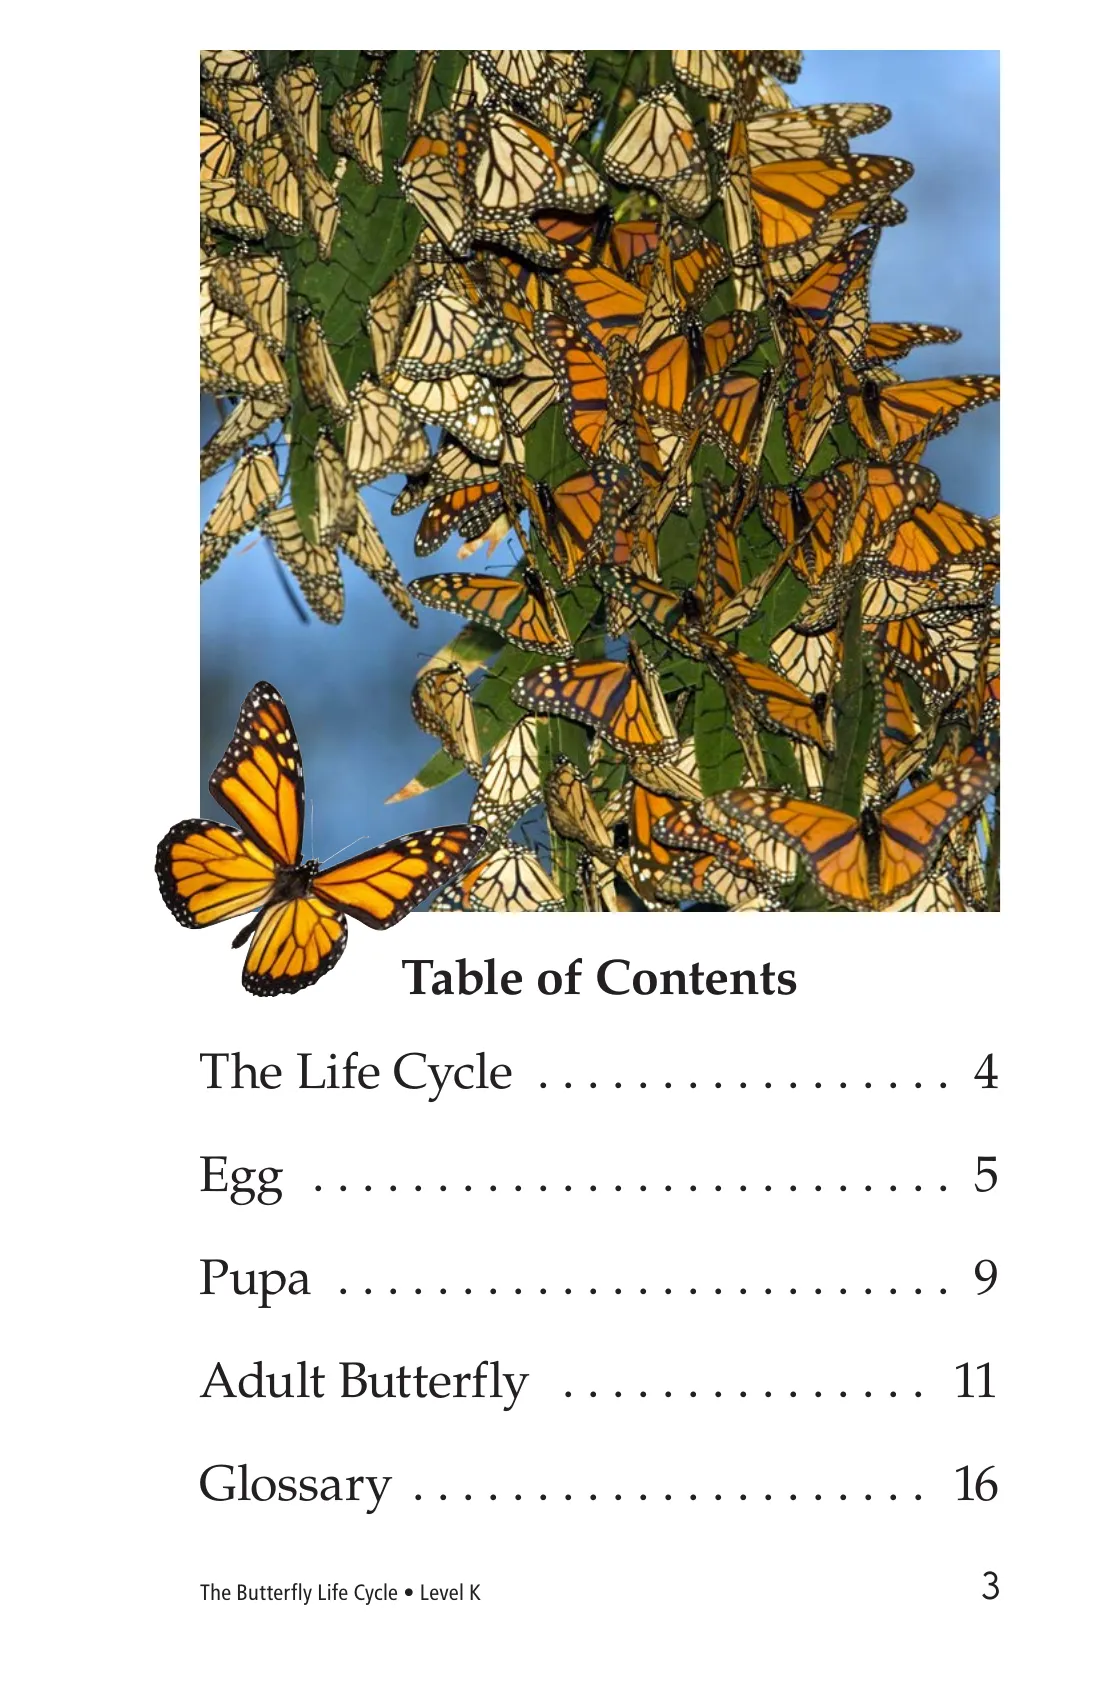 Table of Contents
The Life Cycle . . . . . . . . . . . . . . . . . 4
Egg . . . . . . . . . . . . . . . . . . . . . . . . . . 5
Pupa . . . . . . . . . . . . . . . . . . . . . . . . . 9
Adult Butterfly . . . . . . . . . . . . . . . 11
Glossary . . . . . . . . . . . . . . . . . . . . . 16
The Butterfly Life Cycle • Level K 3